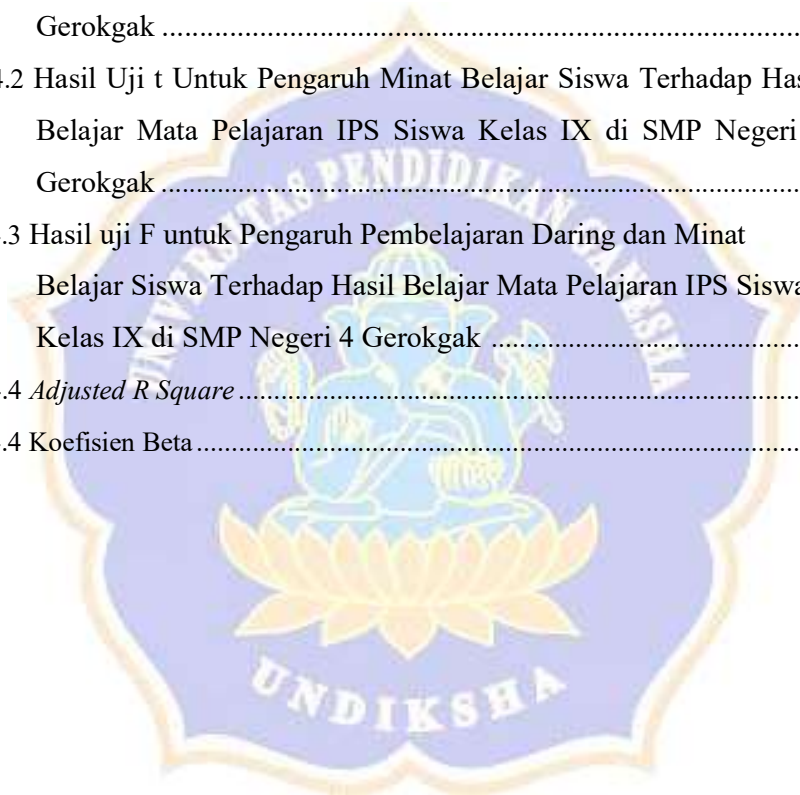 Gerokgak ....................................................................................
4.2 Hasil Uji t Untuk Pengaruh Minat Belajar Siswa Terhadap Has
Belajar Mata Pelajaran IPS Siswa Kelas IX di SMP Negeri
Gerokgak ....................................................................................
.3 Hasil uji F untuk Pengaruh Pembelajaran Daring dan Minat
Belajar Siswa Terhadap Hasil Belajar Mata Pelajaran IPS Siswa
Kelas IX di SMP Negeri 4 Gerokgak ..........................................
.4 Adjusted R Square ...........................................................................
.4 Koefisien Beta .................................................................................
UNIVERSITAS PENDIDIKAN GANESHA
UNDIKSHA